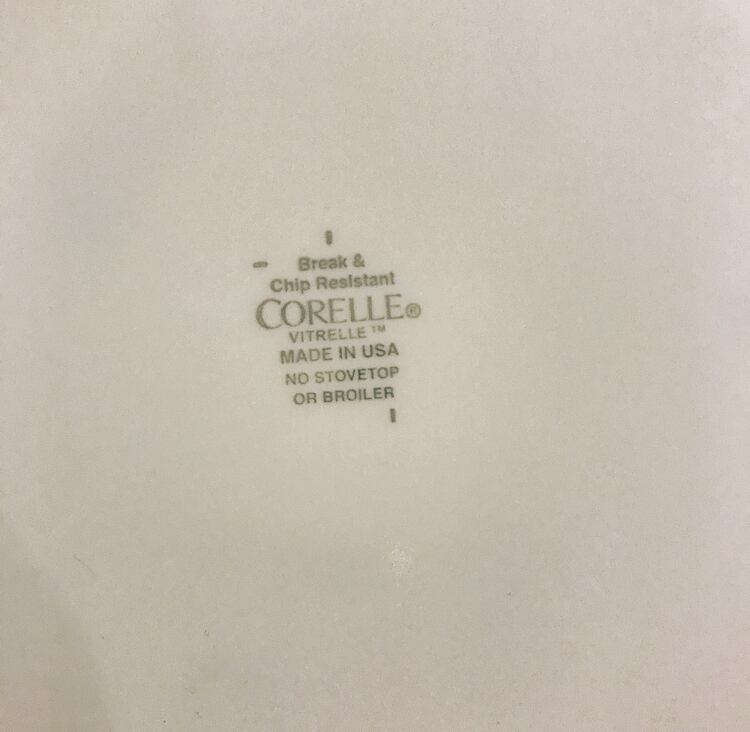 Break &
Chip Resistant
CORELLE®
VITRELLE™
MADE IN USA
NO STOVETOP
OR BROILER